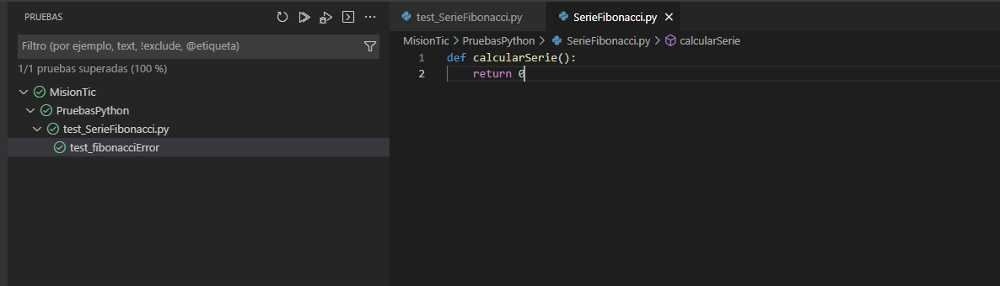 PRUEBAS
Filtro (por ejemplo, text, !exclude, @etiqueta)
1/1 pruebas superadas (100 %)
MisionTic
PruebasPython
test_SerieFibonacci.py
test_fibonacciError
test_SerieFibonacci.py
SerieFibonacci.py
MisionTic > PruebasPython > SerieFibonacci.py > calcularSerie
1 def calcularSerie():
2 return 0